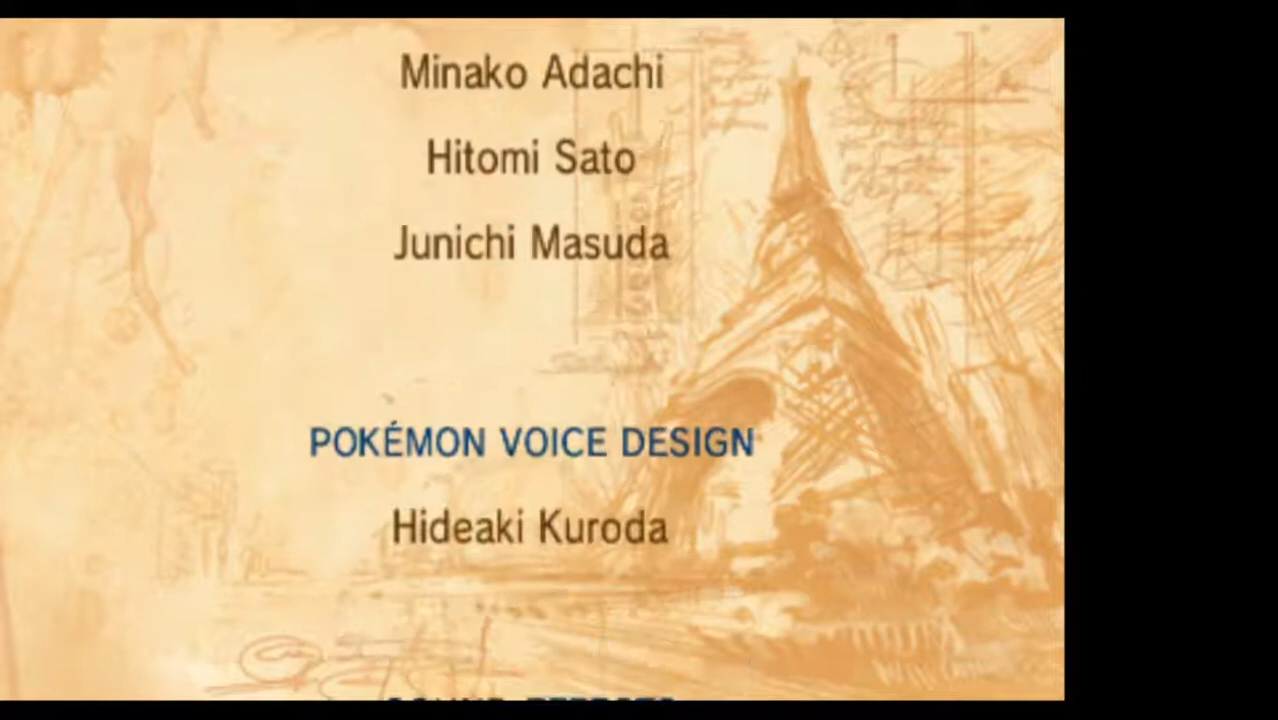 Minako Adachi
Hitomi Sato
Junichi Masuda
POKÉMON VOICE DESIGN
Hideaki Kuroda